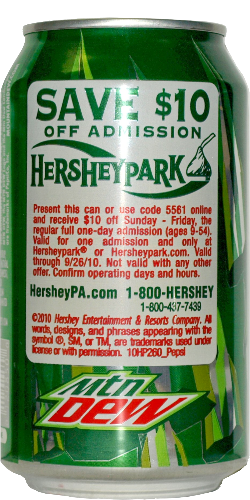 SAVE $10
OFF ADMISSION
HERSHEYPARK
Present this can or use code 5561 online
and receive $10 off Sunday - Friday, the
regular full one-day admission (ages 9-54).
Valid for one admission and only at
Hersheypark® or Hersheypark.com. Valid
through 9/26/10. Not valid with any other
offer. Confirm operating days and hours.
HersheyPA.com 1-800-HERSHEY
1-800-437-7439
©2010 Hershey Entertainment & Resorts Company. All
words, designs, and phrases appearing with the
symbol ®, SM, or TM, are trademarks used under
license or with permission. 10HP260_Pepsi
Mtn
DEW